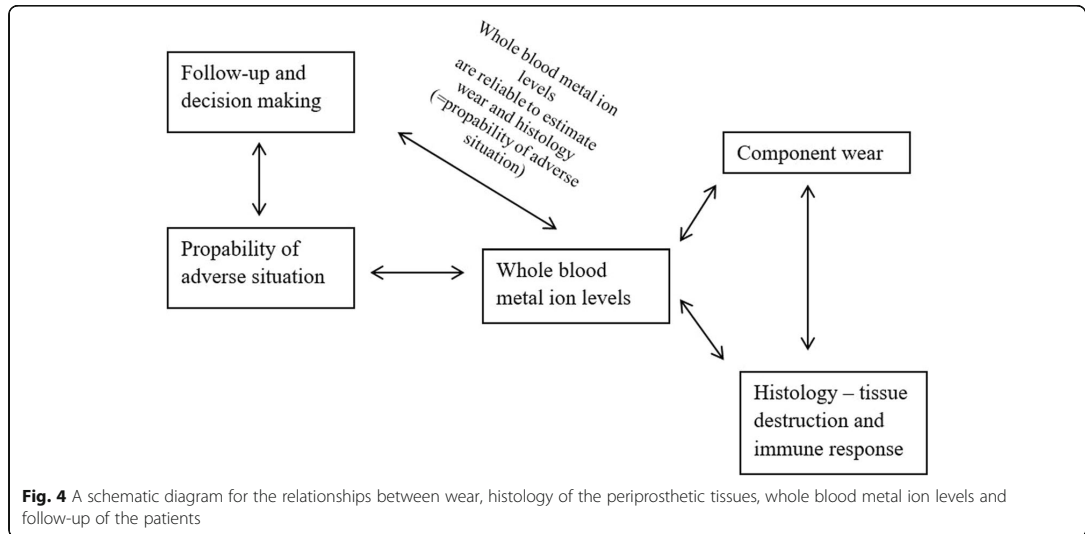 Follow-up and
decision making
Whole blood metal ion
levels
are reliable to estimate
wear and histology
(=propability of adverse
situation)
Component wear
Propability of
adverse situation
Whole blood
metal ion levels
Histology – tissue
destruction and
immune response
Fig. 4 A schematic diagram for the relationships between wear, histology of the periprosthetic tissues, whole blood metal ion levels and
follow-up of the patients